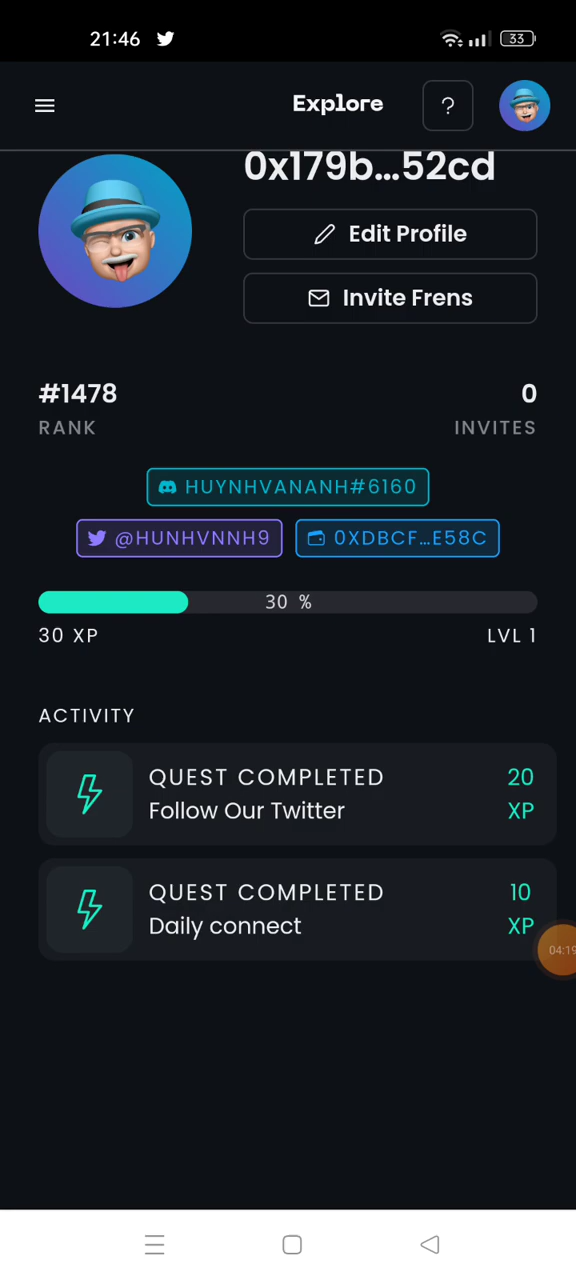 21:46
33
Explore
?
0x179b...52cd
Edit Profile
Invite Frens
#1478
0
RANK
INVITES
HUYNHVANANH#6160
@HUNHVNNH9
0XDBCF...E58C
30 %
30 XP
LVL 1
ACTIVITY
QUEST COMPLETED
20
Follow Our Twitter
XP
QUEST COMPLETED
10
Daily connect
XP
04:19